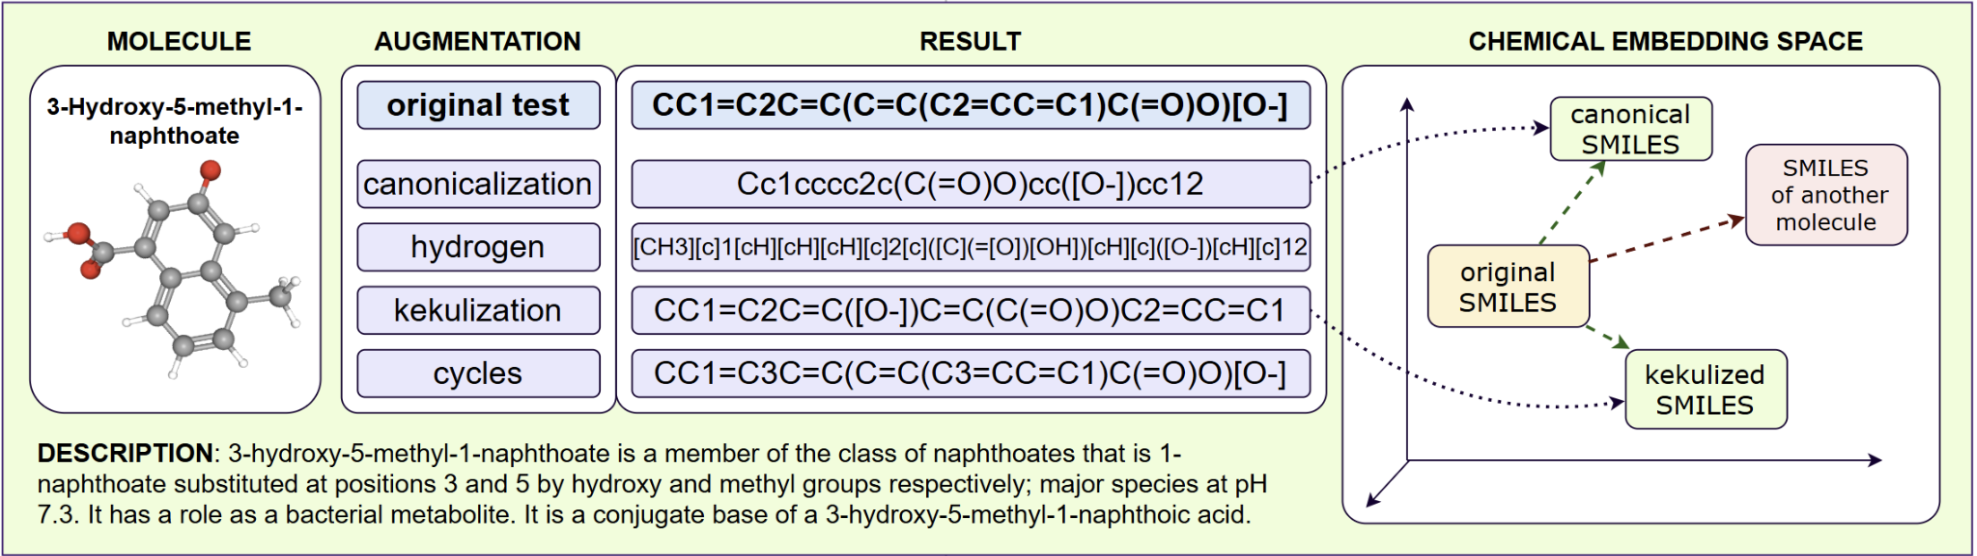 MOLECULE
AUGMENTATION
RESULT
CHEMICAL EMBEDDING SPACE
3-Hydroxy-5-methyl-1-
naphthoate
original test
CC1=C2C=C(C=C(C2=CC=C1)C(=O)O)[O-]
canonicalization
Cc1cccc2c(C(=O)O)cc([O-])cc12
hydrogen
[CH3][c]1[cH][cH][cH][c]2[c]([C](=[O])[OH])[cH][c]([O-])[cH][c]12
kekulization
CC1=C2C=C([O-])C=C(C(=O)O)C2=CC=C1
cycles
CC1=C3C=C(C=C(C3=CC=C1)C(=O)O)[O-]
canonical
SMILES
SMILES
of another
molecule
original
SMILES
kekulized
SMILES
DESCRIPTION: 3-hydroxy-5-methyl-1-naphthoate is a member of the class of naphthoates that is 1-
naphthoate substituted at positions 3 and 5 by hydroxy and methyl groups respectively; major species at pH
7.3. It has a role as a bacterial metabolite. It is a conjugate base of a 3-hydroxy-5-methyl-1-naphthoic acid.